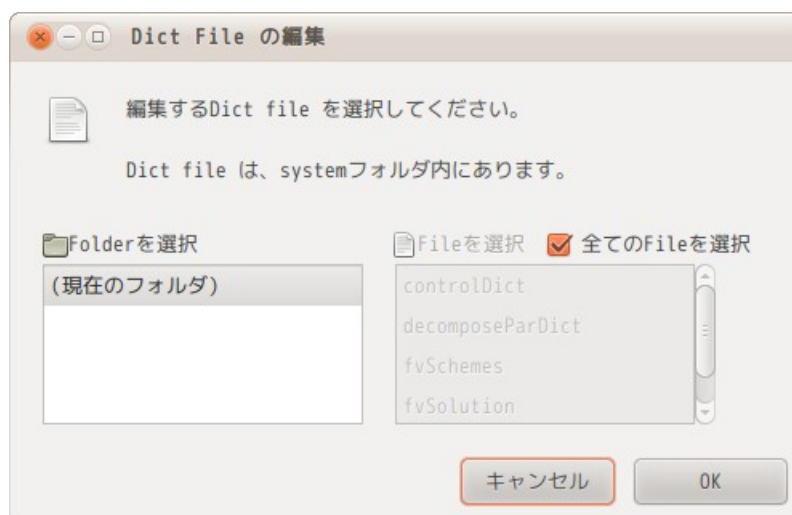 Dict File の編集
編集するDict file を選択してください。
Dict file は、systemフォルダ内にあります。
Folderを選択
(現在のフォルダ)
Fileを選択 全てのFileを選択
controlDict
decomposeParDict
fvSchemes
fvSolution
キャンセル OK